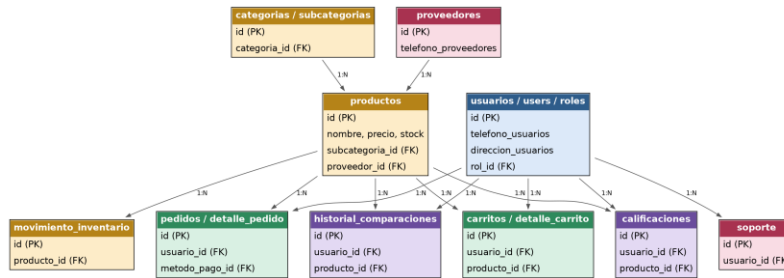 categorias / subcategorias
id (PK)
categoria_id (FK)
proveedores
id (PK)
telefono_proveedores
1:N
1:N
productos
id (PK)
nombre, precio, stock
subcategoria_id (FK)
proveedor_id (FK)
usuarios / users / roles
id (PK)
telefono_usuarios
direccion_usuarios
rol_id (FK)
1:N
1:N
1:N
1:N
1:N
1:N
1:N
1:N
1:N
1:N
movimiento_inventario
id (PK)
producto_id (FK)
pedidos / detalle_pedido
id (PK)
usuario_id (FK)
metodo_pago_id (FK)
historial_comparaciones
id (PK)
usuario_id (FK)
producto_id (FK)
carritos / detalle_carrito
id (PK)
usuario_id (FK)
producto_id (FK)
calificaciones
id (PK)
usuario_id (FK)
producto_id (FK)
soporte
id (PK)
usuario_id (FK)